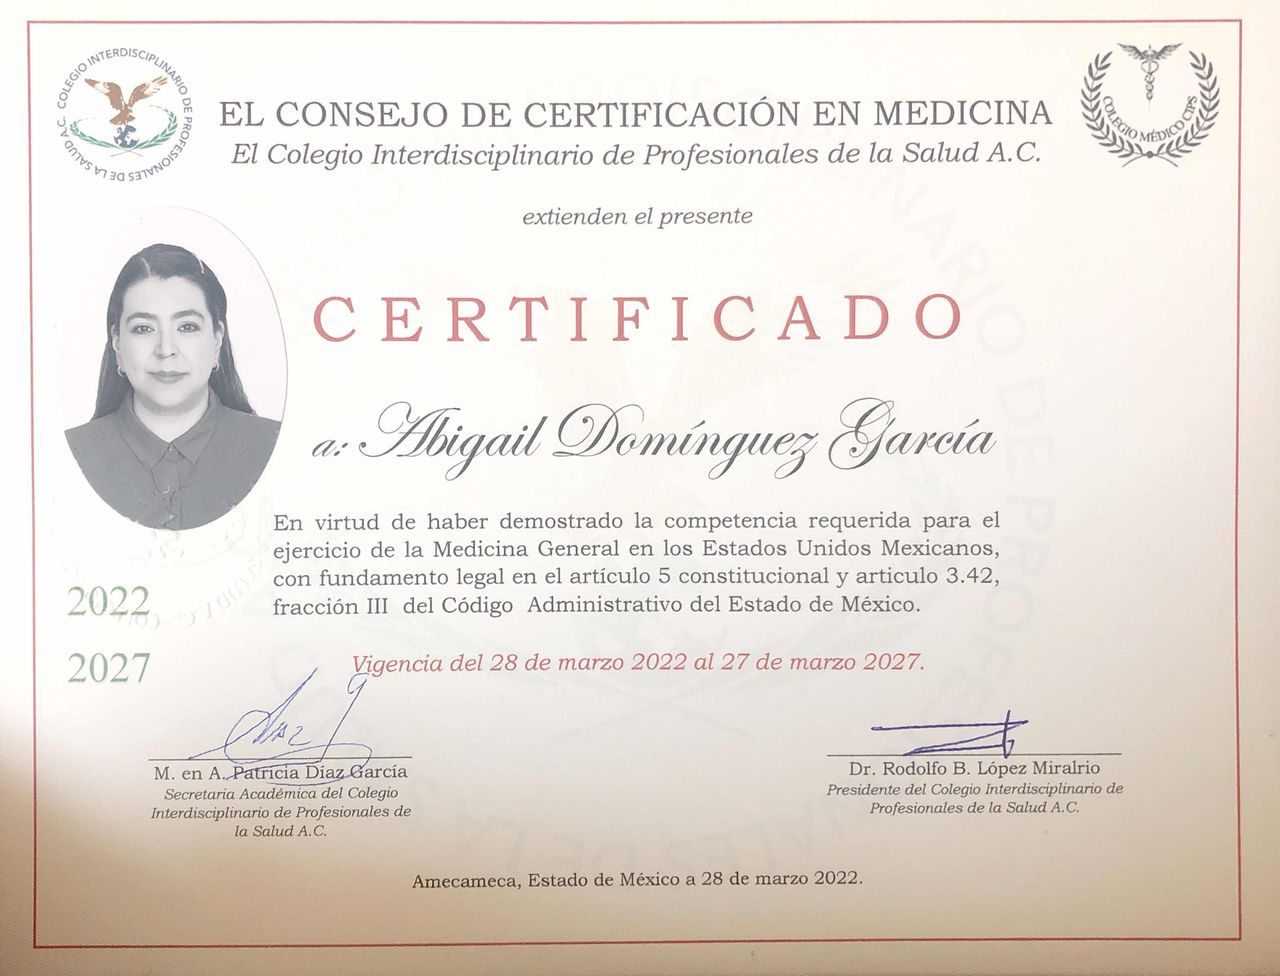 COLEGIO INTERDISCIPLINARIO DE PROFESIONALES DE LA SALUD A.C.
COLEGIO MÉDICO CIPS
EL CONSEJO DE CERTIFICACIÓN EN MEDICINA
El Colegio Interdisciplinario de Profesionales de la Salud A.C.
extienden el presente
CERTIFICADO
a: Abigail Domínguez García
En virtud de haber demostrado la competencia requerida para el
ejercicio de la Medicina General en los Estados Unidos Mexicanos,
con fundamento legal en el artículo 5 constitucional y articulo 3.42,
fracción III del Código Administrativo del Estado de México.
2022
2027
Vigencia del 28 de marzo 2022 al 27 de marzo 2027.
M. en A. Patricia Díaz García
Secretaria Académica del Colegio
Interdisciplinario de Profesionales de
la Salud A.C.
Dr. Rodolfo B. López Miralrio
Presidente del Colegio Interdisciplinario de
Profesionales de la Salud A.C.
Amecameca, Estado de México a 28 de marzo 2022.